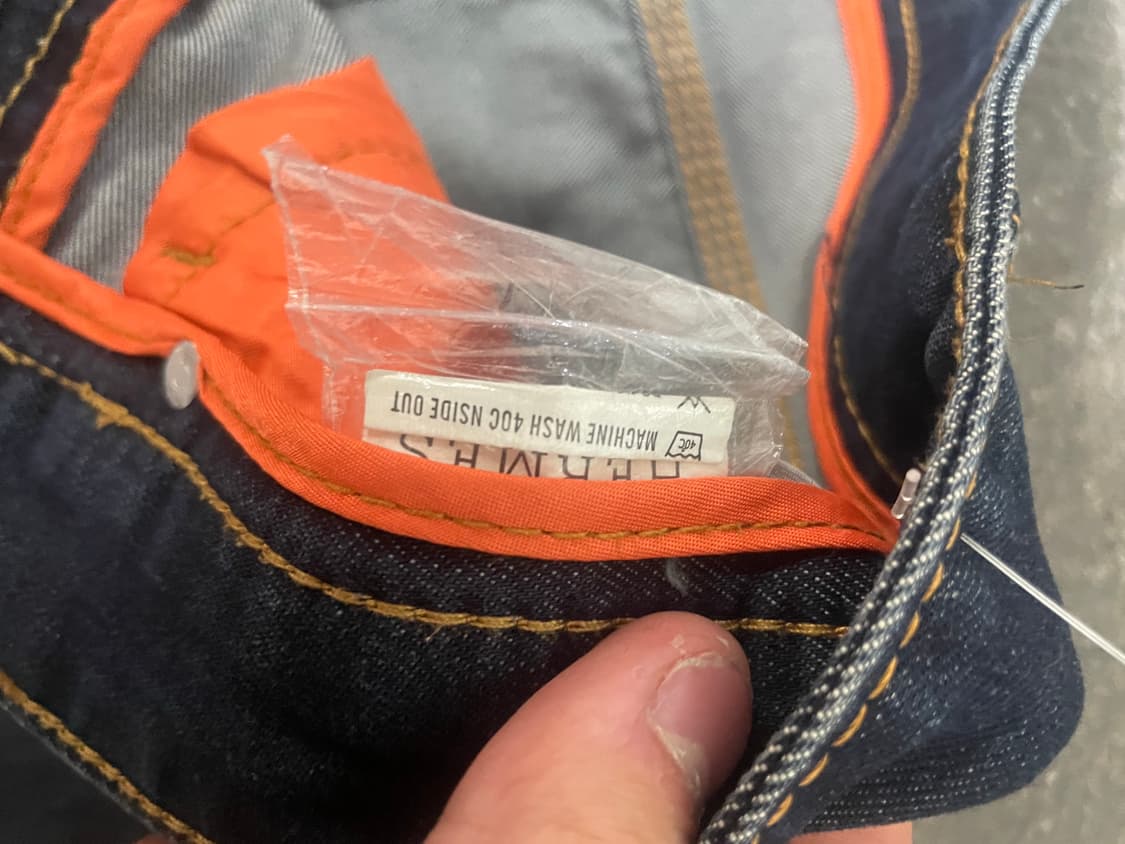 H.E.R.M.E.S
40C MACHINE WASH 40C NSIDE OUT